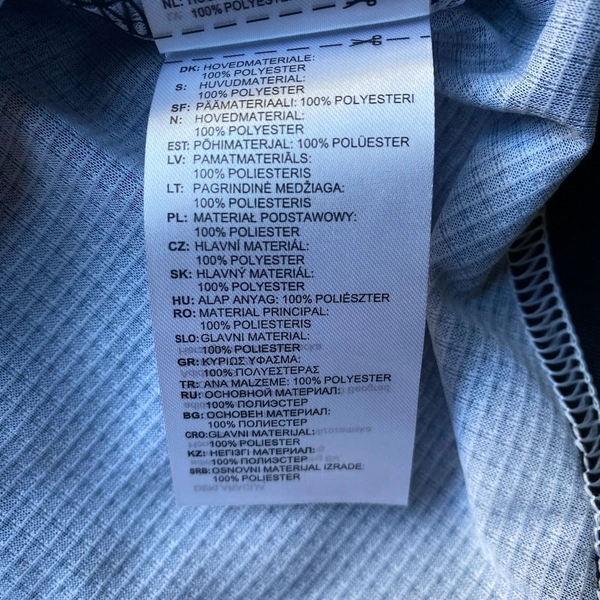 100% POLYESTER
DK: HOVEDMATERIALE:
100% POLYESTER
S: HUVUDMATERIAL:
100% POLYESTER
SF: PÄÄMATERIAALI: 100% POLYESTERI
N: HOVEDMATERIAL:
100% POLYESTER
EST: PÕHIMATERJAL: 100% POLÜESTER
LV: PAMATMATERIĀLS:
100% POLIESTERIS
LT: PAGRINDINĖ MEDŽIAGA:
100% POLIESTERIS
PL: MATERIAŁ PODSTAWOWY:
100% POLIESTER
CZ: HLAVNÍ MATERIÁL:
100% POLYESTER
SK: HLAVNÝ MATERIÁL:
100% POLYESTER
HU: ALAP ANYAG: 100% POLIÉSZTER
RO: MATERIAL PRINCIPAL:
100% POLIESTERIS
SLO: GLAVNI MATERIAL:
100% POLIESTER
GR: ΚΥΡΙΩΣ ΥΦΑΣΜΑ:
100% ΠΟΛΥΕΣΤΕΡΑΣ
TR: ANA MALZEME: 100% POLYESTER
RU: ОСНОВНОЙ МАТЕРИАЛ:
100% ПОЛИЭСТЕР
BG: ОСНОВЕН МАТЕРИАЛ:
100% ПОЛИЕСТЕР
CRO: GLAVNI MATERIJAL:
100% POLIESTER
KZ: НЕГІЗГІ МАТЕРИАЛ:
100% ПОЛИЭСТЕР
SRB: OSNOVNI MATERIJAL IZRADE:
100% POLIESTER